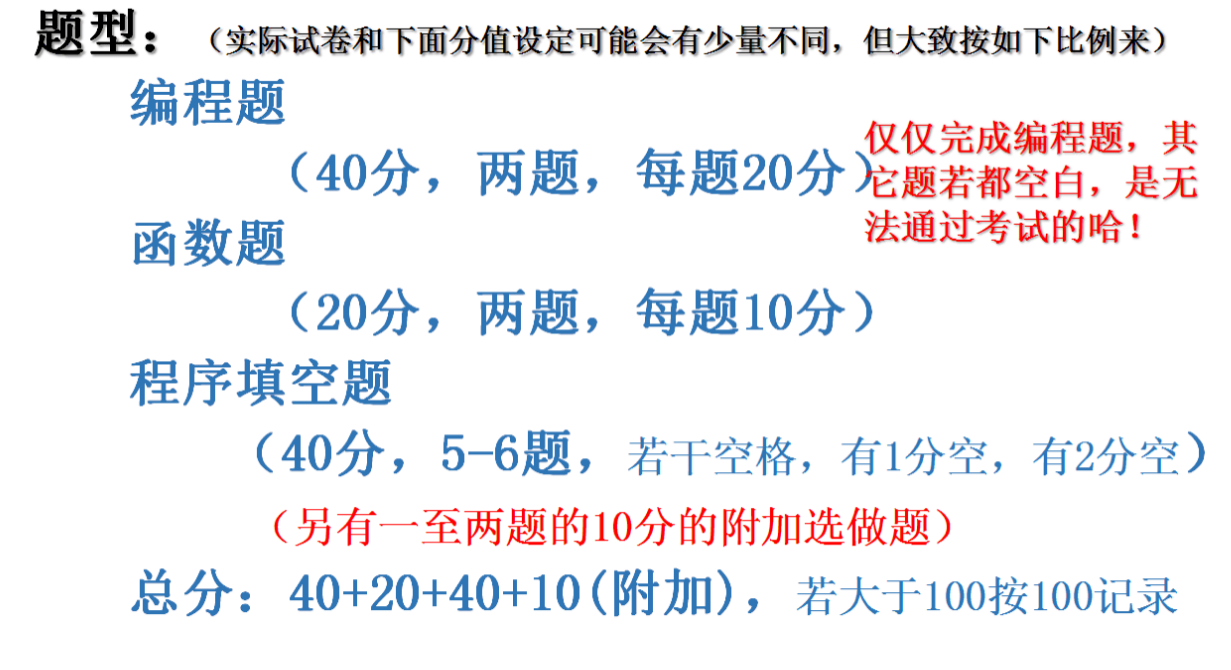 题型：（实际试卷和下面分值设定可能会有少量不同，但大致按如下比例来）
编程题
（40分，两题，每题20分）
仅仅完成编程题，其
它题若都空白，是无
法通过考试的哈！
函数题
（20分，两题，每题10分）
程序填空题
（40分，5-6题，若干空格，有1分空，有2分空）
（另有一至两题的10分的附加选做题）
总分：40+20+40+10(附加)，若大于100按100记录